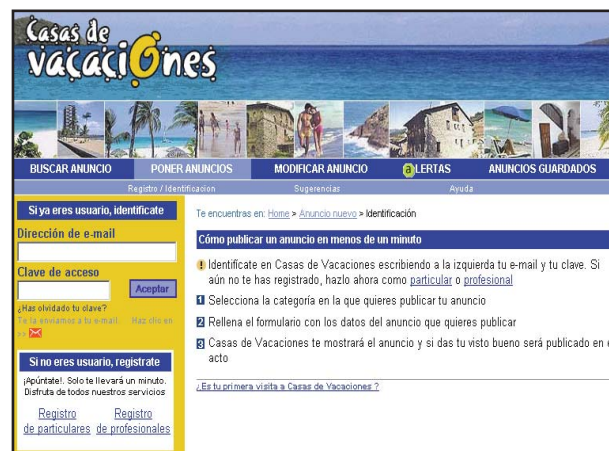 Casas de
vacaciones
BUSCAR ANUNCIO PONER ANUNCIOS MODIFICAR ANUNCIO @LERTAS ANUNCIOS GUARDADOS
Registro / Identificacion Sugerencias Ayuda
Si ya eres usuario, identificate
Dirección de e-mail
Clave de acceso
Aceptar
¿Has olvidado tu clave?
Te la enviamos a tu e-mail. Haz clic en
>>
Si no eres usuario, registrate
¡Apúntate!. Solo te llevará un minuto.
Disfruta de todos nuestros servicios
Registro de particulares
Registro de profesionales
Te encuentras en: Home > Anuncio nuevo > Identificación
Cómo publicar un anuncio en menos de un minuto
! Identifícate en Casas de Vacaciones escribiendo a la izquierda tu e-mail y tu clave. Si
aún no te has registrado, hazlo ahora como particular o profesional
1 Selecciona la categoría en la que quieres publicar tu anuncio
2 Rellena el formulario con los datos del anuncio que quieres publicar
3 Casas de Vacaciones te mostrará el anuncio y si das tu visto bueno será publicado en e
acto
¿Es tu primera visita a Casas de Vacaciones ?